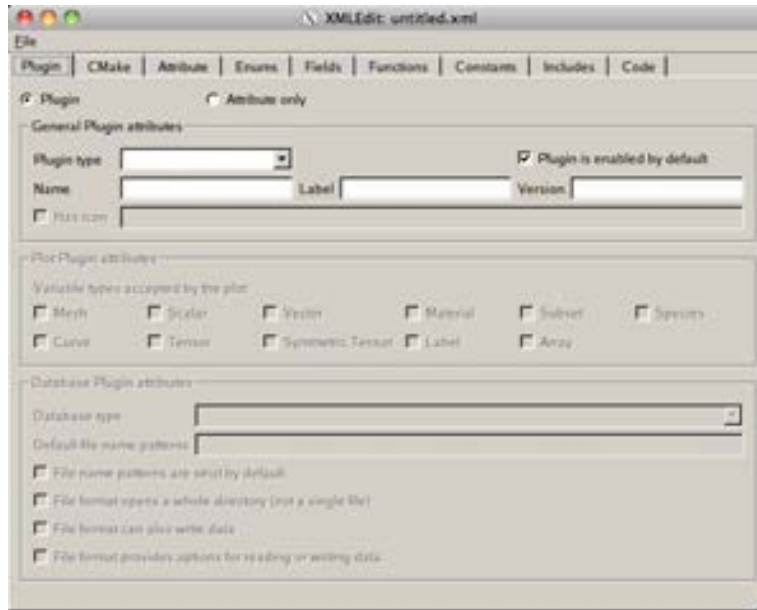 XMLEdit: untitled.xml
File
Plugin CMake Attribute Enums Fields Functions Constants Includes Code
Plugin Attribute only
General Plugin attributes
Plugin type Plugin is enabled by default
Name Label Version
Has icon
Plot Plugin attributes
Variable types accepted by the plot
Mesh Scalar Vector Material Subset Species
Curve Tensor Symmetric Tensor Label Array
Database Plugin attributes
Database type
Default file name patterns
File name patterns are strict by default
File format opens a whole directory (not a single file)
File format can also write data
File format provides options for reading or writing data